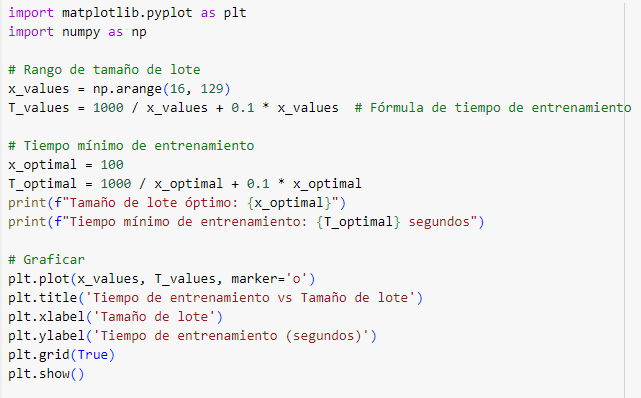 import matplotlib.pyplot as plt
import numpy as np

# Rango de tamaño de lote
x_values = np.arange(16, 129)
T_values = 1000 / x_values + 0.1 * x_values  # Fórmula de tiempo de entrenamiento

# Tiempo mínimo de entrenamiento
x_optimal = 100
T_optimal = 1000 / x_optimal + 0.1 * x_optimal
print(f"Tamaño de lote óptimo: {x_optimal}")
print(f"Tiempo mínimo de entrenamiento: {T_optimal} segundos")

# Graficar
plt.plot(x_values, T_values, marker='o')
plt.title('Tiempo de entrenamiento vs Tamaño de lote')
plt.xlabel('Tamaño de lote')
plt.ylabel('Tiempo de entrenamiento (segundos)')
plt.grid(True)
plt.show()